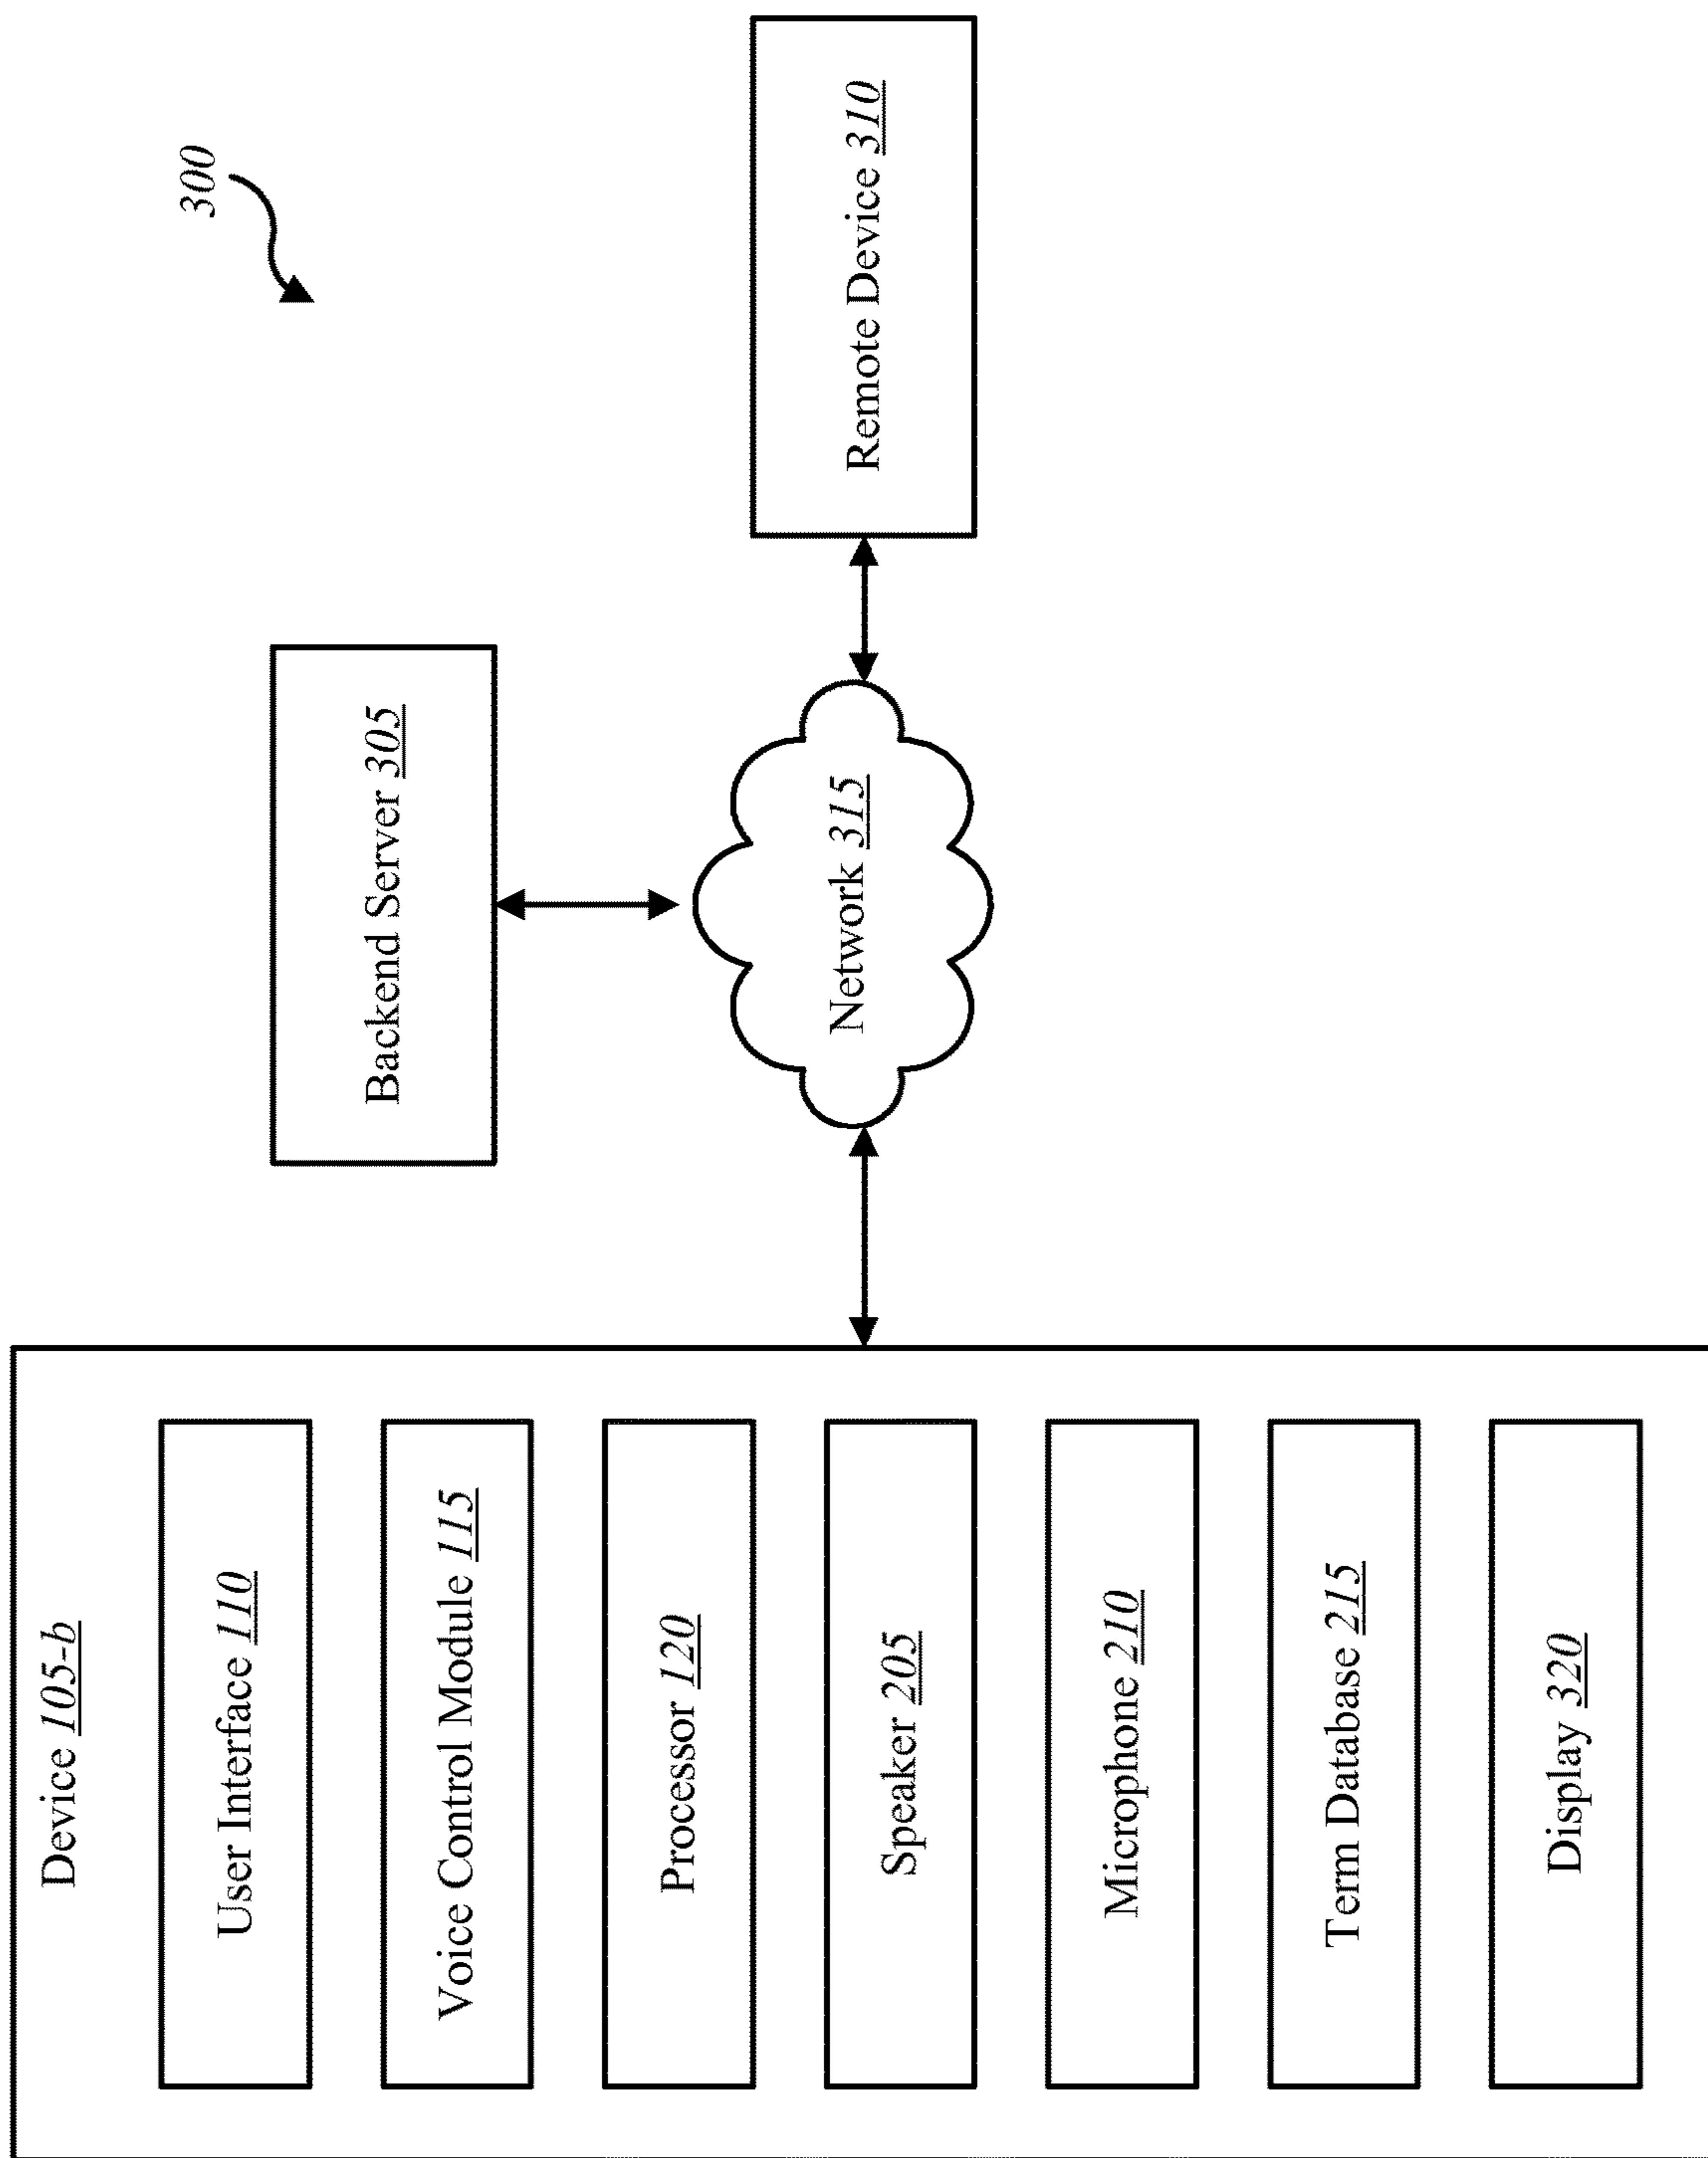 300
Device 105-b
User Interface 110
Voice Control Module 115
Processor 120
Speaker 205
Microphone 210
Term Database 215
Display 320
Backend Server 305
Network 315
Remote Device 310